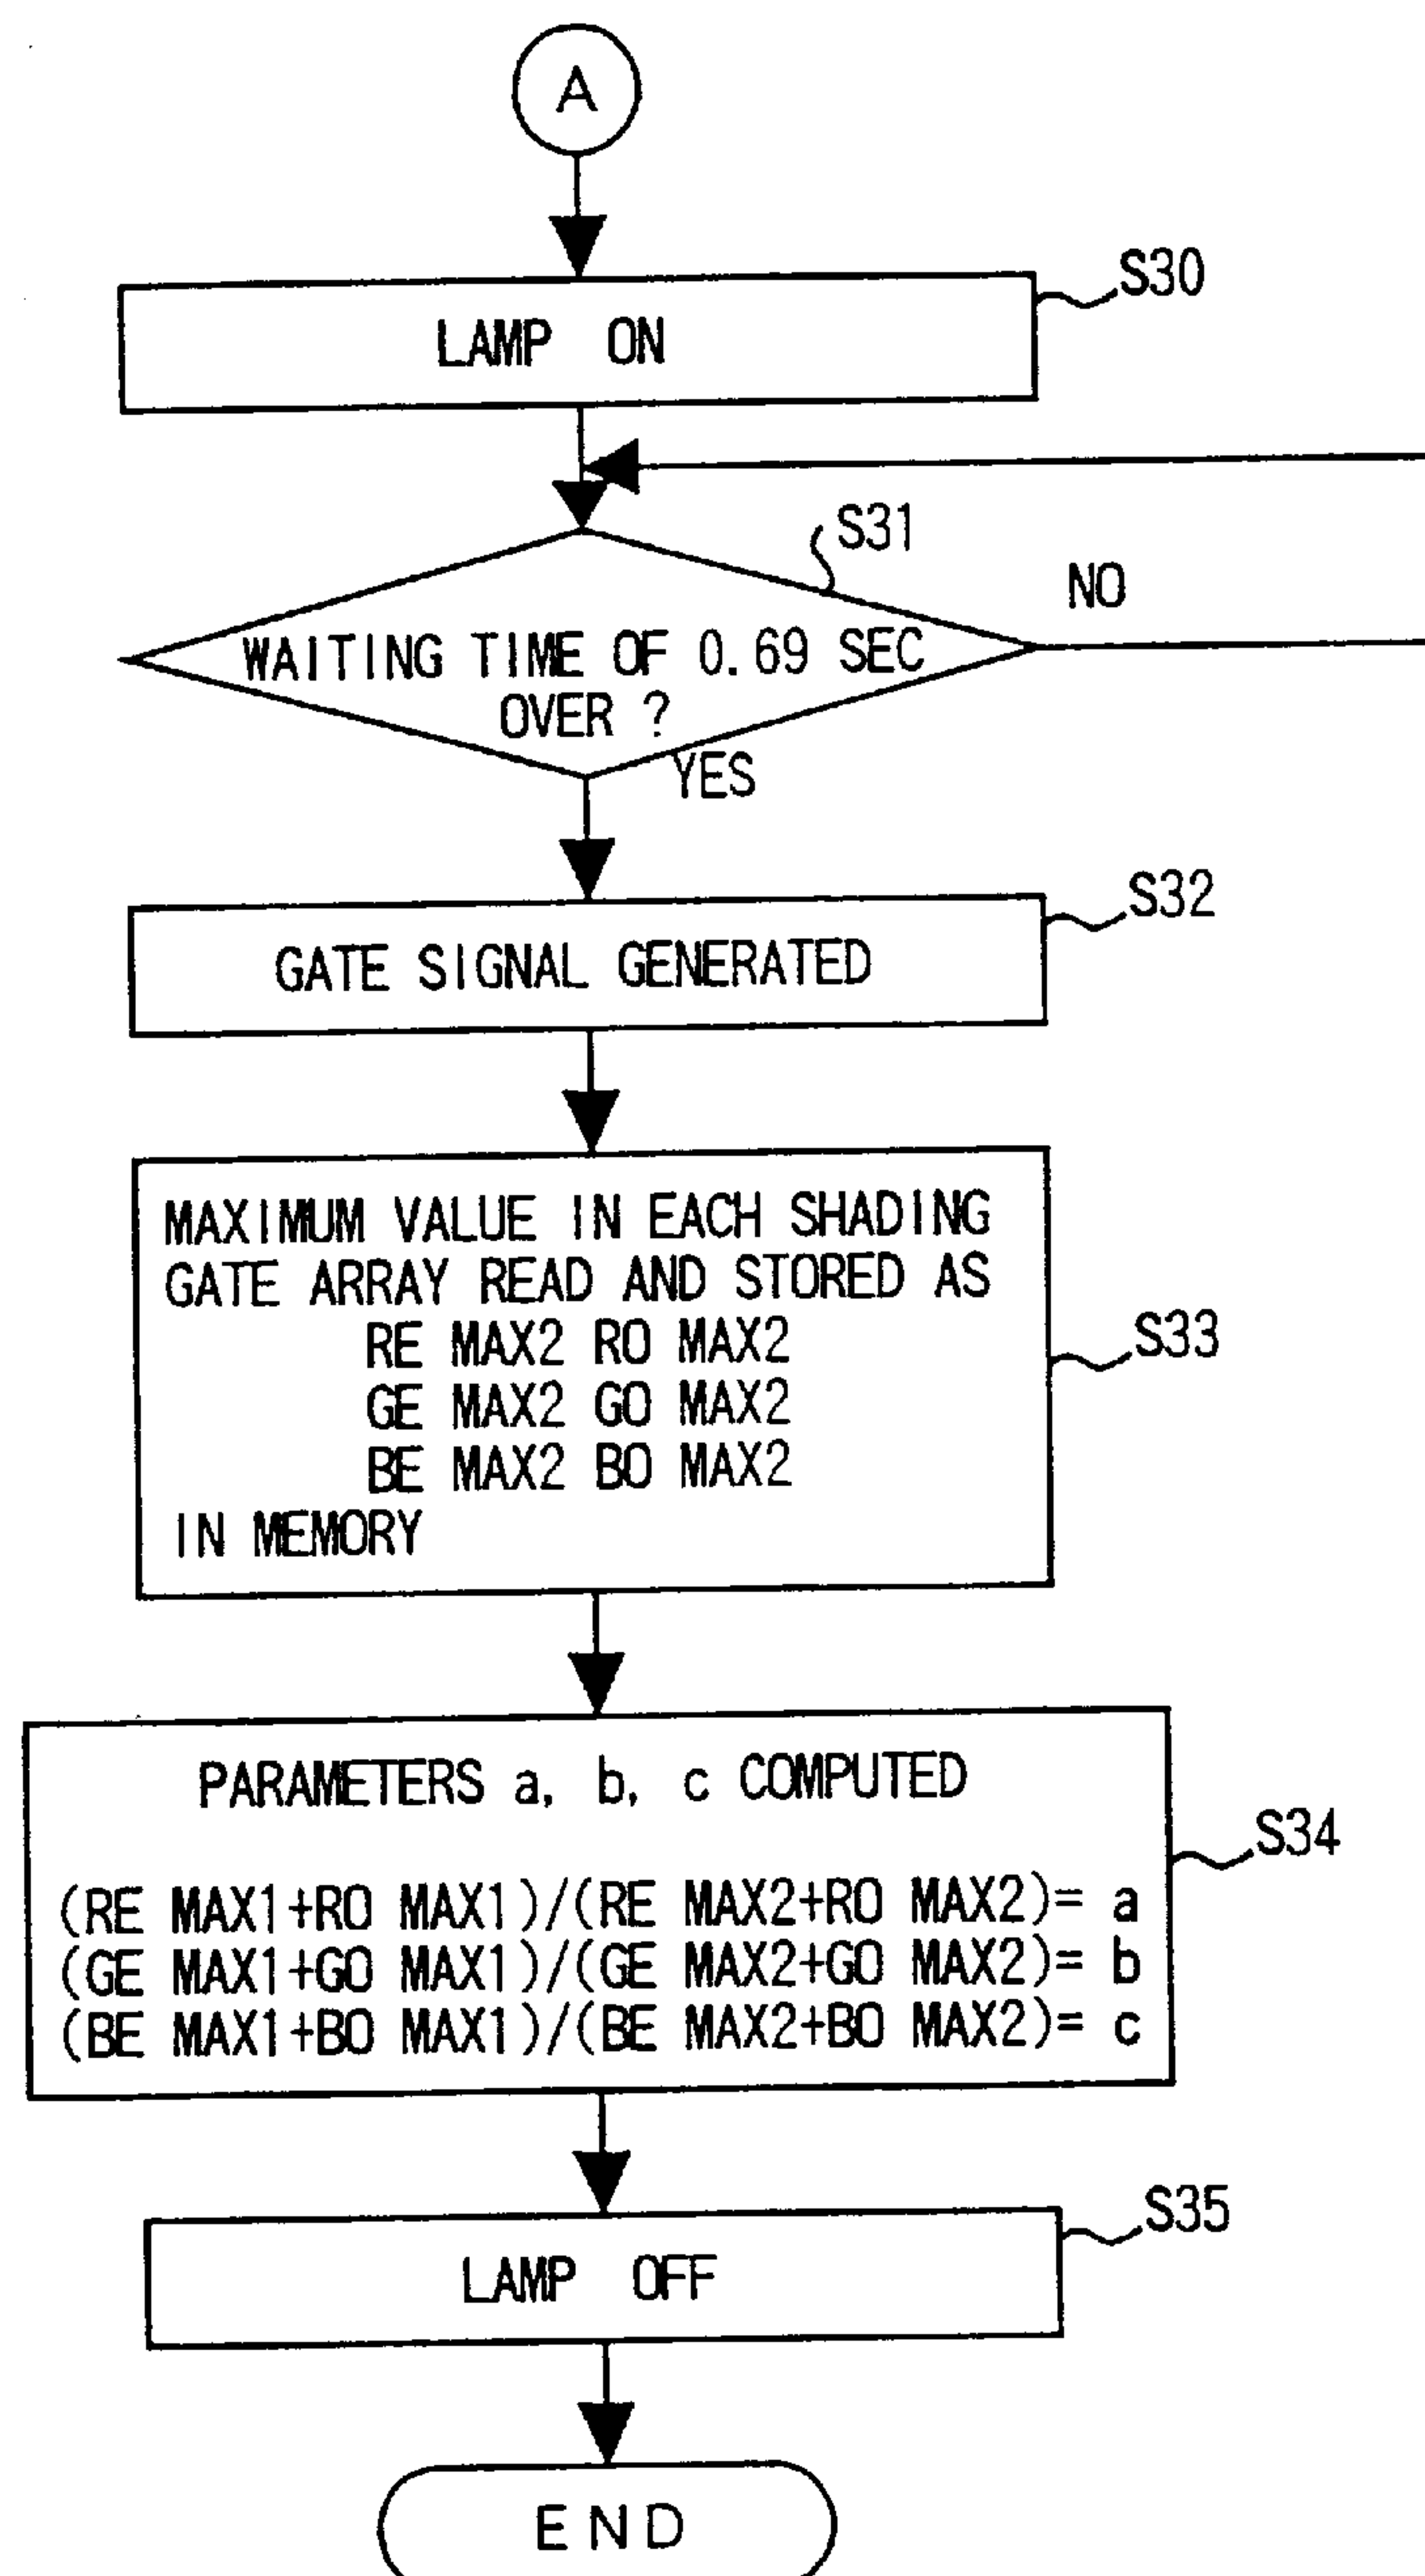 A
S30
LAMP ON
S31
NO
WAITING TIME OF 0.69 SEC
OVER ?
YES
S32
GATE SIGNAL GENERATED
MAXIMUM VALUE IN EACH SHADING
GATE ARRAY READ AND STORED AS
RE MAX2 RO MAX2
GE MAX2 GO MAX2
BE MAX2 BO MAX2
IN MEMORY
S33
PARAMETERS a, b, c COMPUTED
(RE MAX1+RO MAX1)/(RE MAX2+RO MAX2)= a
(GE MAX1+GO MAX1)/(GE MAX2+GO MAX2)= b
(BE MAX1+BO MAX1)/(BE MAX2+BO MAX2)= c
S34
S35
LAMP OFF
END